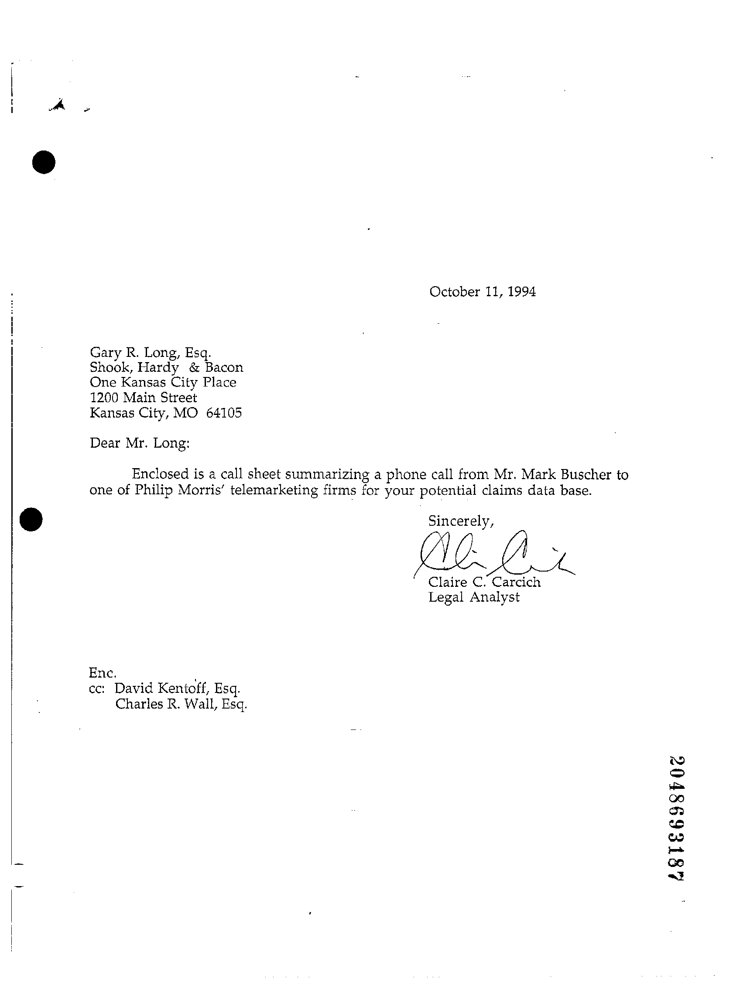 October 11, 1994
Gary R. Long, Esq.
Shook, Hardy & Bacon
One Kansas City Place
1200 Main Street
Kansas City, MO 64105
Dear Mr. Long:
Enclosed is a call sheet summarizing a phone call from Mr. Mark Buscher to
one of Philip Morris' telemarketing firms for your potential claims data base.
Sincerely,
Claire C. Carcich
Legal Analyst
Enc.
cc: David Kentoff, Esq.
Charles R. Wall, Esq.
2048693187